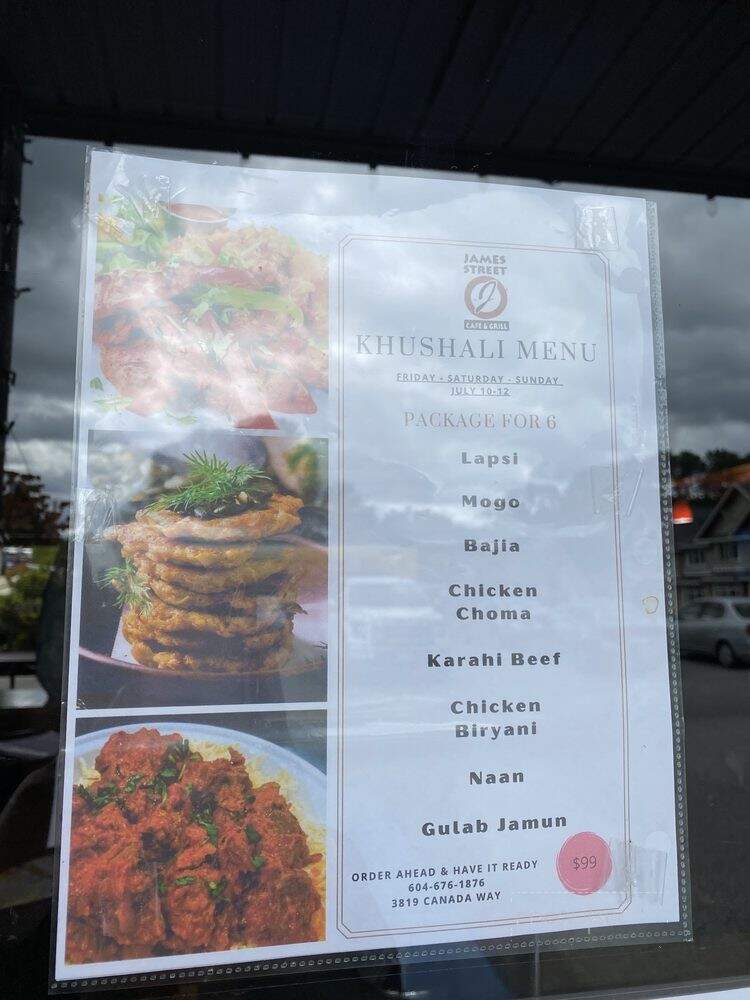 JAMES
STREET
J
CAFE & GRILL
KHUSHALI MENU
FRIDAY - SATURDAY - SUNDAY
JULY 10-12
PACKAGE FOR 6
Lapsi
Mogo
Bajia
Chicken
Choma
Karahi Beef
Chicken
Biryani
Naan
Gulab Jamun
$99
ORDER AHEAD & HAVE IT READY
604-676-1876
3819 CANADA WAY